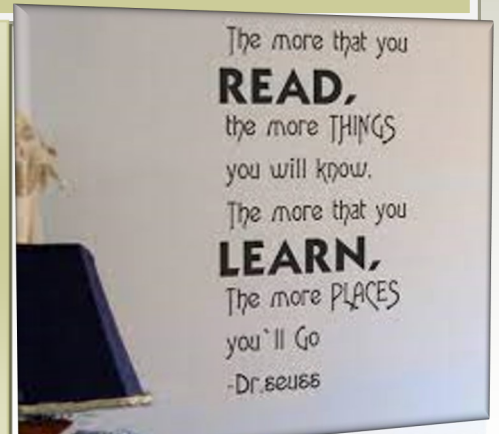 The more that you
READ,
the more THINGS
you will know.
The more that you
LEARN,
The more PLACES
you`ll Go
-Dr.seuss